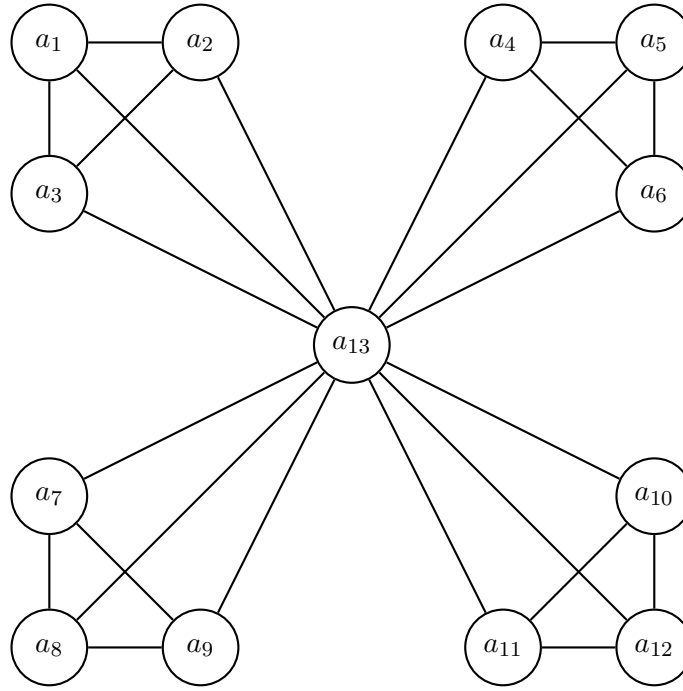 a₁ a₂ a₄ a₅
a₃ a₆
a₁₃
a₇ a₁₀
a₈ a₉ a₁₁ a₁₂